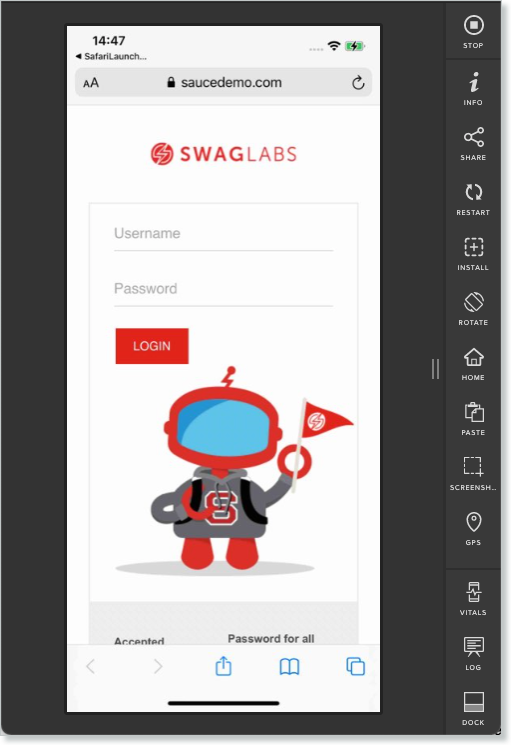 14:47
SafariLaunch...
AA
saucedemo.com
SWAGLABS
Username
Password
LOGIN
S
Accepted
Password for all
STOP
INFO
SHARE
RESTART
INSTALL
ROTATE
HOME
PASTE
SCREENSH...
GPS
VITALS
LOG
DOCK